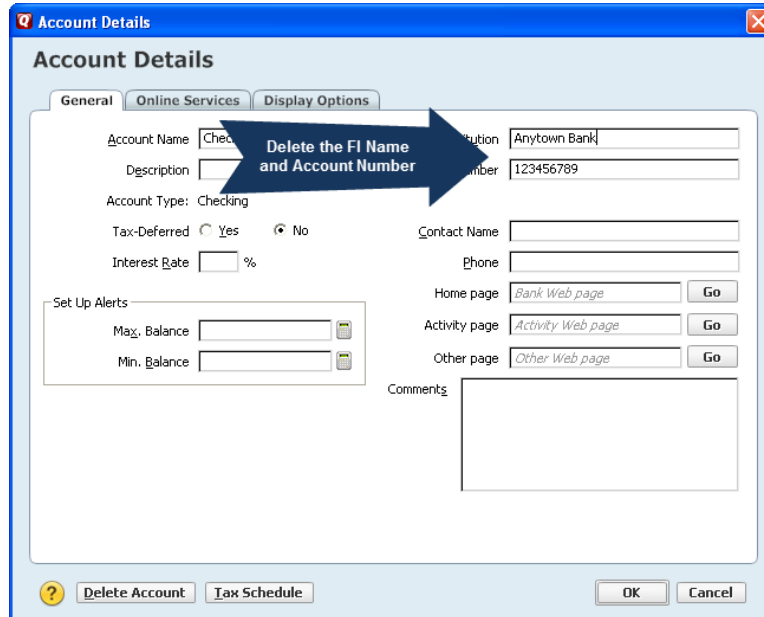 Account Details
Account Details
General Online Services Display Options
Account Name Chec
Description
Account Type: Checking
Tax-Deferred Yes No
Interest Rate %
Set Up Alerts
Max. Balance
Min. Balance
Delete the FI Name
and Account Number
Anytown Bank
123456789
Contact Name
Phone
Home page Bank Web page Go
Activity page Activity Web page Go
Other page Other Web page Go
Comments
? Delete Account Tax Schedule OK Cancel